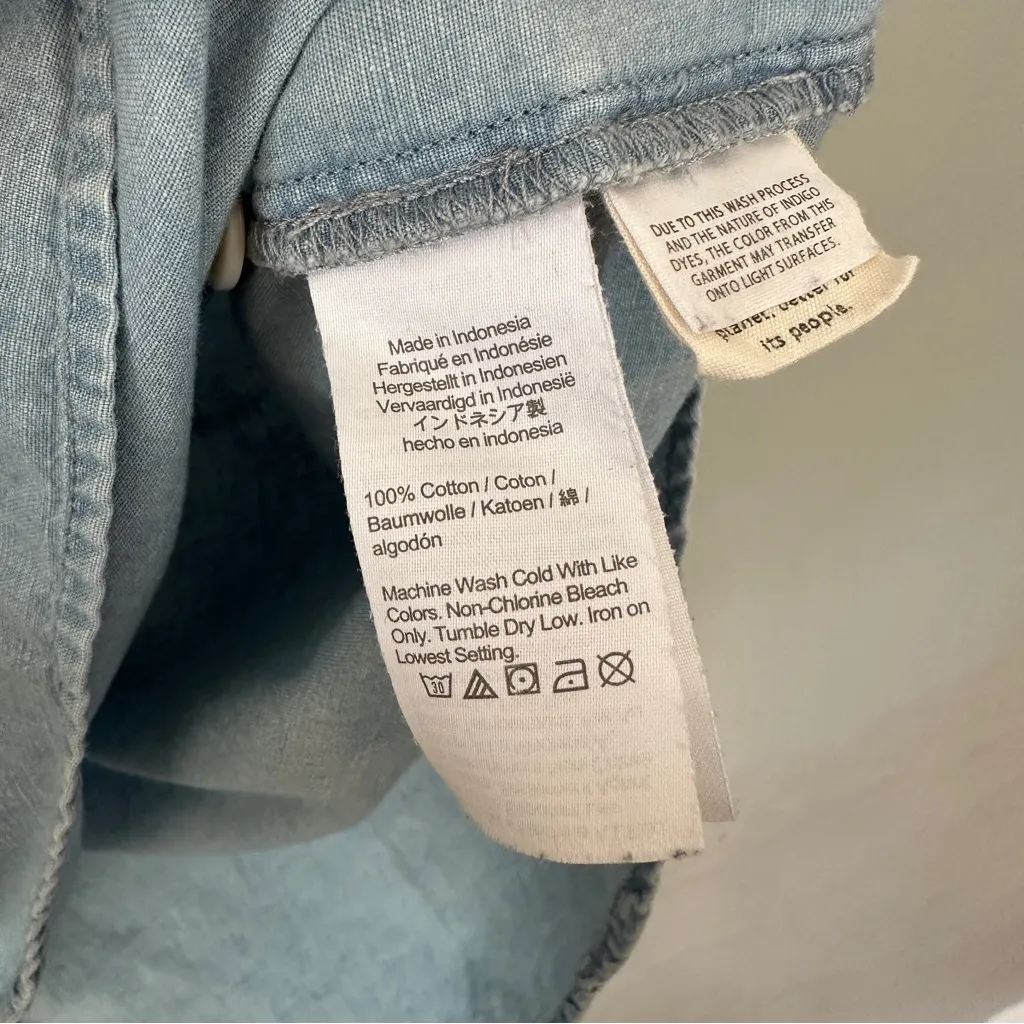 Made in Indonesia
Fabriqué en Indonésie
Hergestellt in Indonesien
Vervaardigd in Indonesië
インドネシア製
hecho en indonesia
100% Cotton / Coton /
Baumwolle / Katoen / 綿 /
algodón
Machine Wash Cold With Like
Colors. Non-Chlorine Bleach
Only. Tumble Dry Low. Iron on
Lowest Setting.
30
DUE TO THIS WASH PROCESS
AND THE NATURE OF INDIGO
DYES, THE COLOR FROM THIS
GARMENT MAY TRANSFER
ONTO LIGHT SURFACES.
planet, better for
its people.